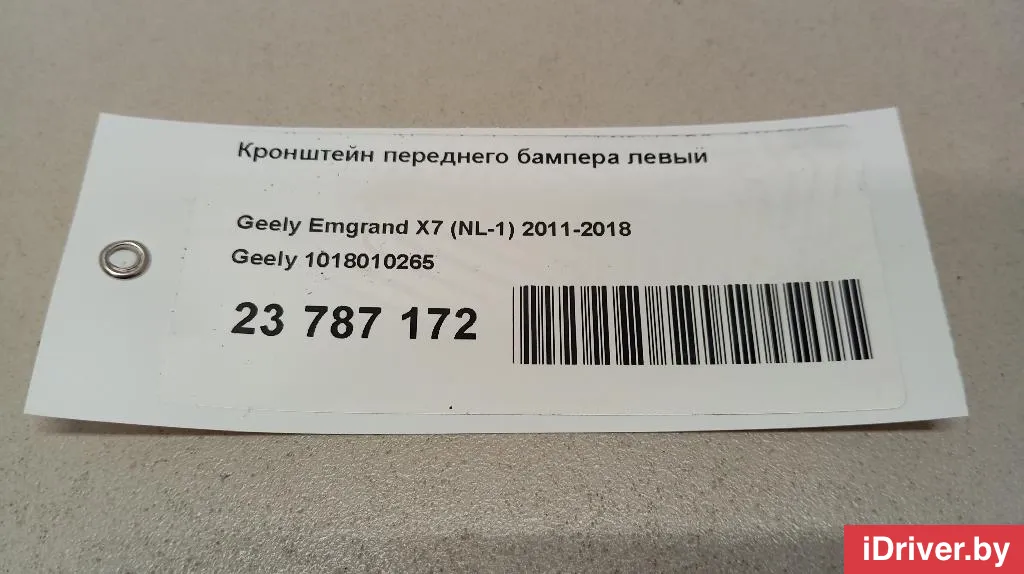 Кронштейн переднего бампера левый
Geely Emgrand X7 (NL-1) 2011-2018
Geely 1018010265
23 787 172
iDriver.by